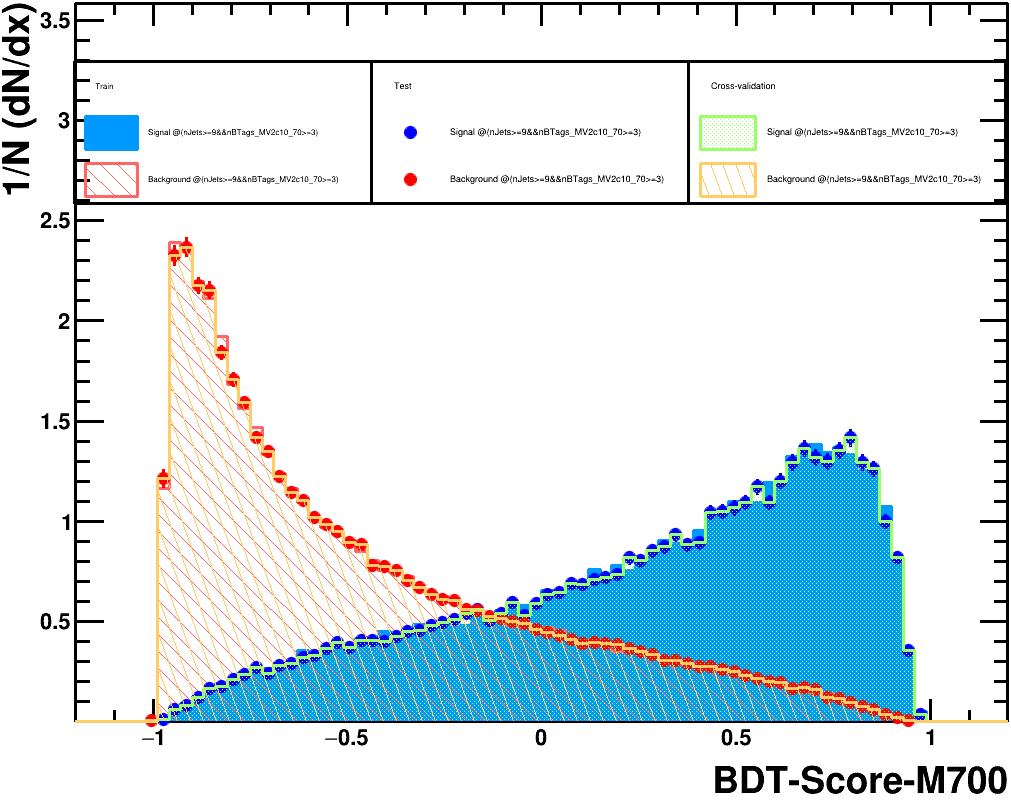 1/N (dN/dx)
3.5
3
2.5
2
1.5
1
0.5
Train
Test
Cross-validation
Signal @(nJets>=9&&nBTags_MV2c10_70>=3)
Signal @(nJets>=9&&nBTags_MV2c10_70>=3)
Signal @(nJets>=9&&nBTags_MV2c10_70>=3)
Background @(nJets>=9&&nBTags_MV2c10_70>=3)
Background @(nJets>=9&&nBTags_MV2c10_70>=3)
Background @(nJets>=9&&nBTags_MV2c10_70>=3)
−1 −0.5 0 0.5 1
BDT-Score-M700